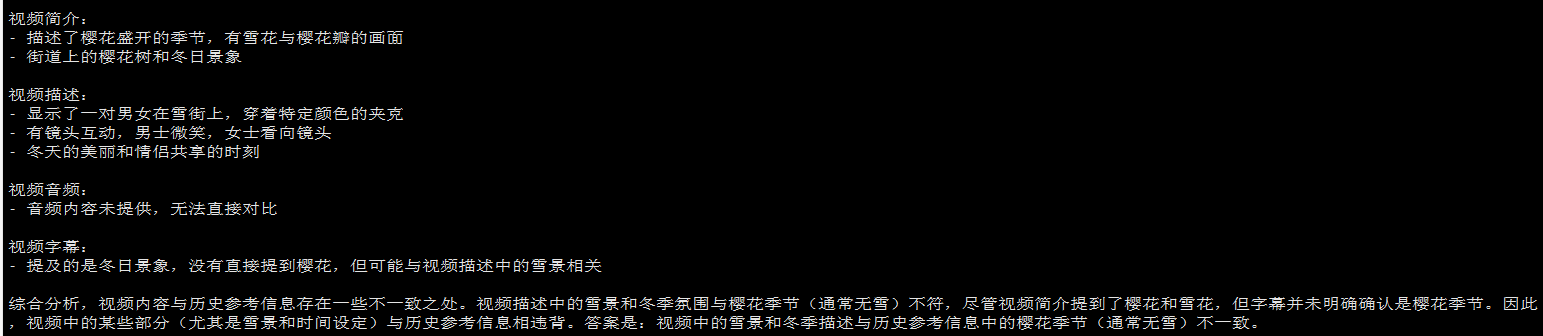 视频简介:
- 描述了樱花盛开的季节，有雪花与樱花瓣的画面
- 街道上的樱花树和冬日景象
视频描述:
- 显示了一对男女在雪街上，穿着特定颜色的夹克
- 有镜头互动，男士微笑，女士看向镜头
- 冬天的美丽和情侣共享的时刻
视频音频:
- 音频内容未提供，无法直接对比
视频字幕:
- 提及的是冬日景象，没有直接提到樱花，但可能与视频描述中的雪景相关
综合分析，视频内容与历史参考信息存在一些不一致之处。视频描述中的雪景和冬季氛围与樱花季节（通常无雪）不符，尽管视频简介提到了樱花和雪花，但字幕并未明确确认是樱花季节。因此
，视频中的某些部分（尤其是雪景和时间设定）与历史参考信息相违背。答案是：视频中的雪景和冬季描述与历史参考信息中的樱花季节（通常无雪）不一致。